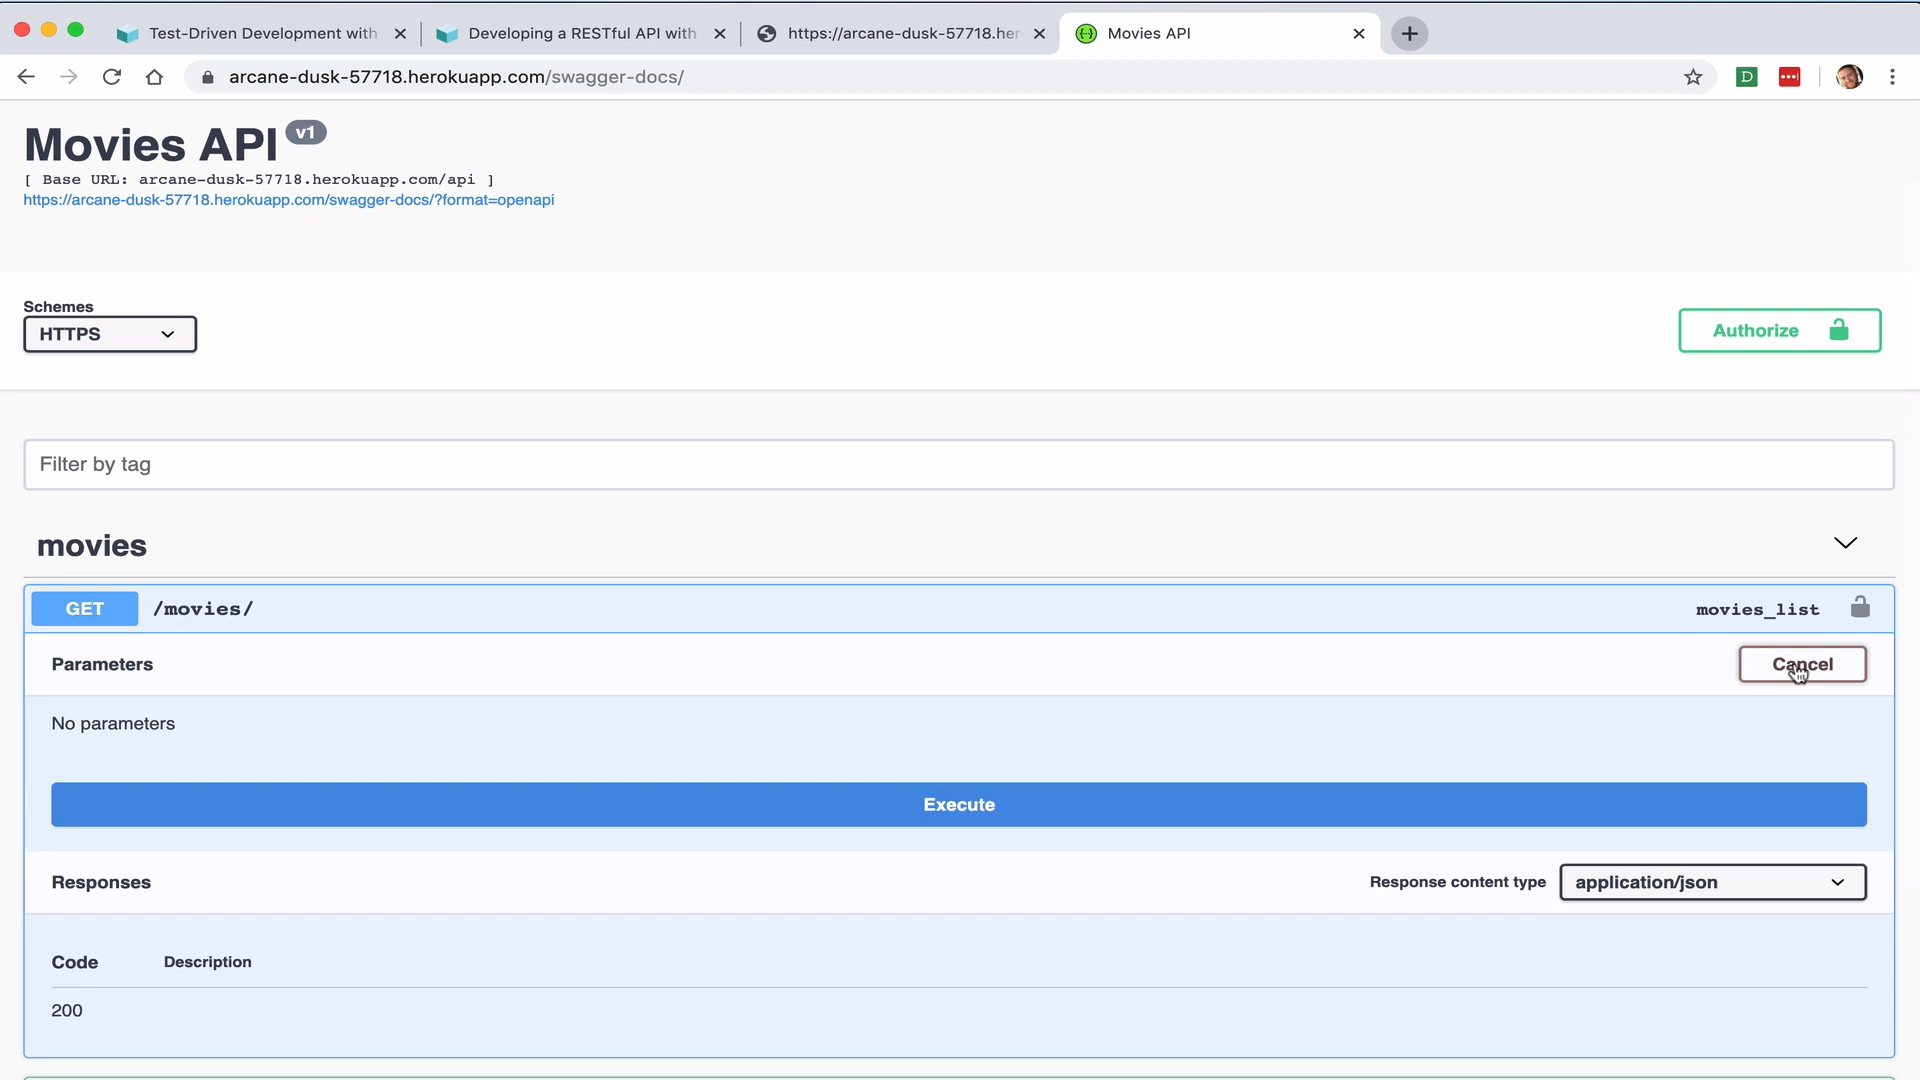 Test-Driven Development with
Developing a RESTful API with
https://arcane-dusk-57718.her
Movies API
arcane-dusk-57718.herokuapp.com/swagger-docs/
D
Movies API v1
[ Base URL: arcane-dusk-57718.herokuapp.com/api ]
https://arcane-dusk-57718.herokuapp.com/swagger-docs/?format=openapi
Schemes
HTTPS
Authorize
Filter by tag
movies
GET /movies/ movies_list
Parameters Cancel
No parameters
Execute
Responses Response content type application/json
Code Description
200